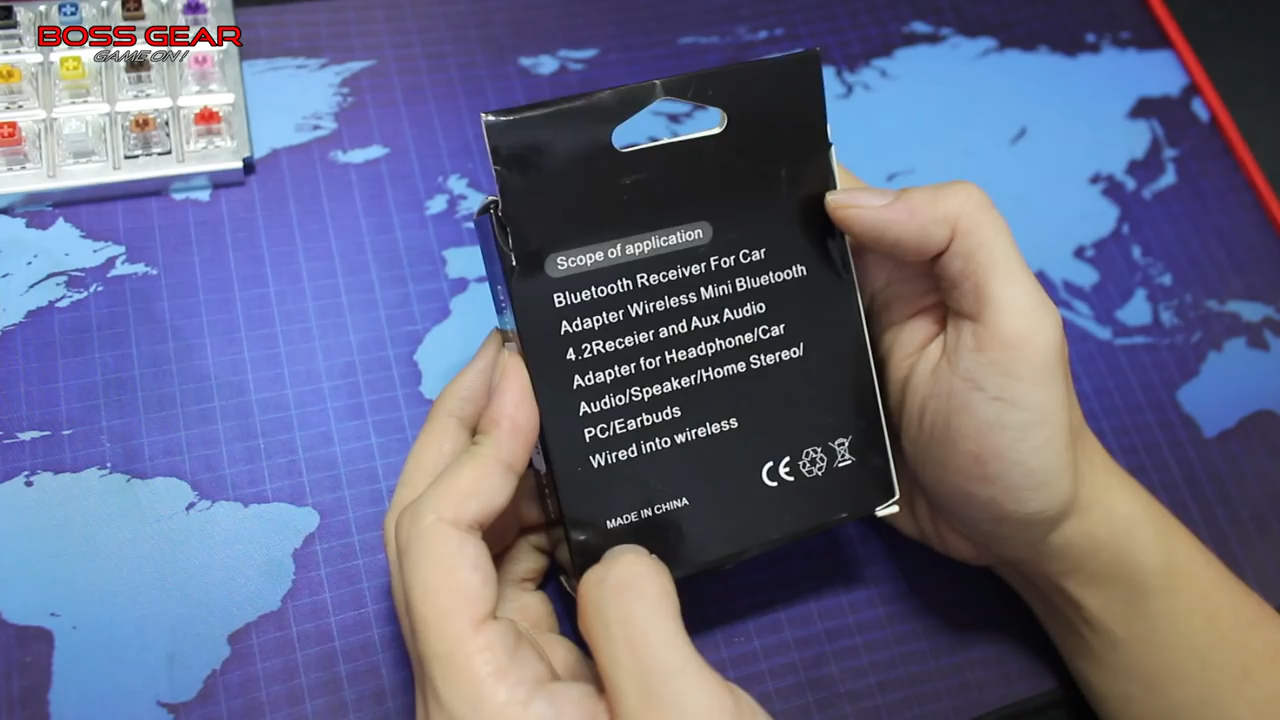 BOSS GEAR
GAME ON!
Scope of application
Bluetooth Receiver For Car
Adapter Wireless Mini Bluetooth
4.2Receier and Aux Audio
Adapter for Headphone/Car
Audio/Speaker/Home Stereo/
PC/Earbuds
Wired into wireless
CE
MADE IN CHINA